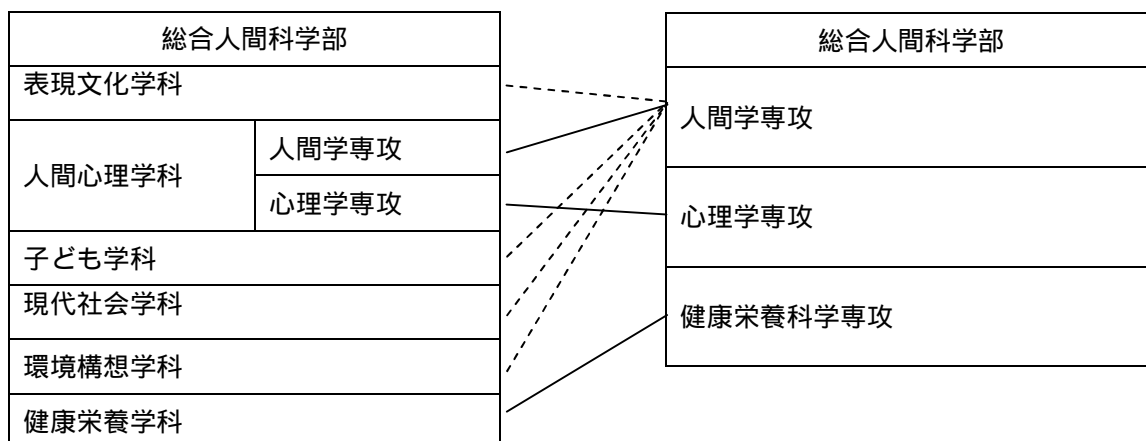 総合人間科学部
表現文化学科
人間心理学科
人間学専攻
心理学専攻
子ども学科
現代社会学科
環境構想学科
健康栄養学科
総合人間科学部
人間学専攻
心理学専攻
健康栄養科学専攻